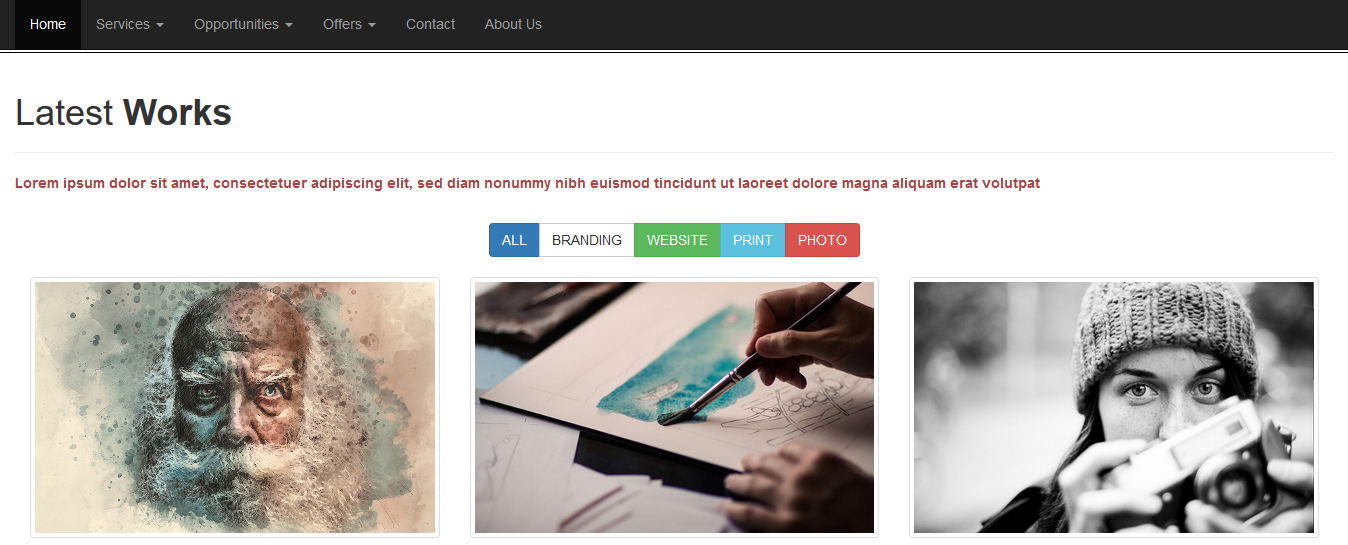 Home Services Opportunities Offers Contact About Us
Latest Works
Lorem ipsum dolor sit amet, consectetuer adipiscing elit, sed diam nonummy nibh euismod tincidunt ut laoreet dolore magna aliquam erat volutpat
ALL BRANDING WEBSITE PRINT PHOTO